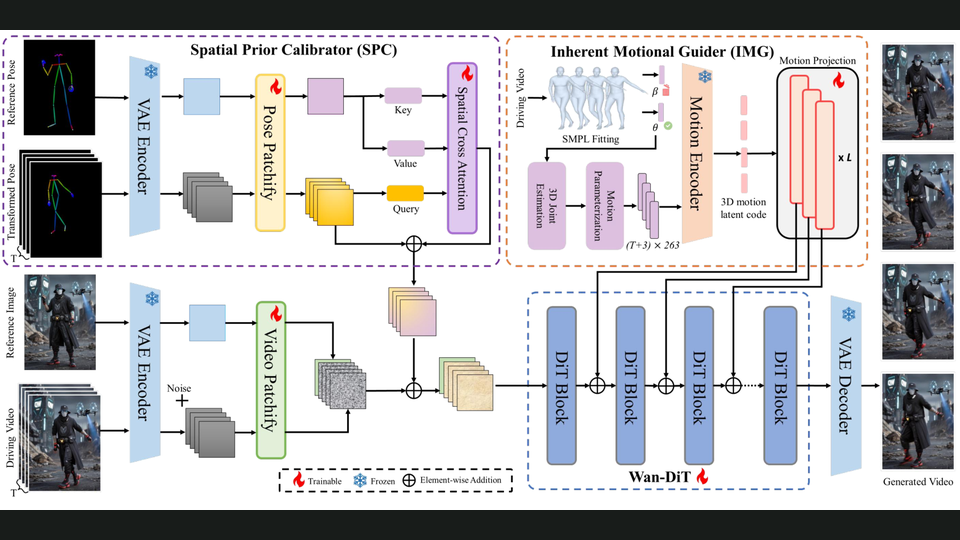 Spatial Prior Calibrator (SPC)
Reference Pose
Transformed Pose
T
VAE Encoder
Pose Patchify
Key
Value
Query
Spatial Cross Attention
Inherent Motional Guider (IMG)
Driving Video
SMPL Fitting
β
θ
3D Joint
Estimation
Motion
Parameterization
(T+3) × 263
Motion Encoder
3D motion
latent code
Motion Projection
x L
Reference Image
Driving Video
T
VAE Encoder
Noise
+
Video Patchify
DiT Block
DiT Block
DiT Block
DiT Block
Wan-DiT
VAE Decoder
Generated Video
Trainable
Frozen
Element-wise Addition